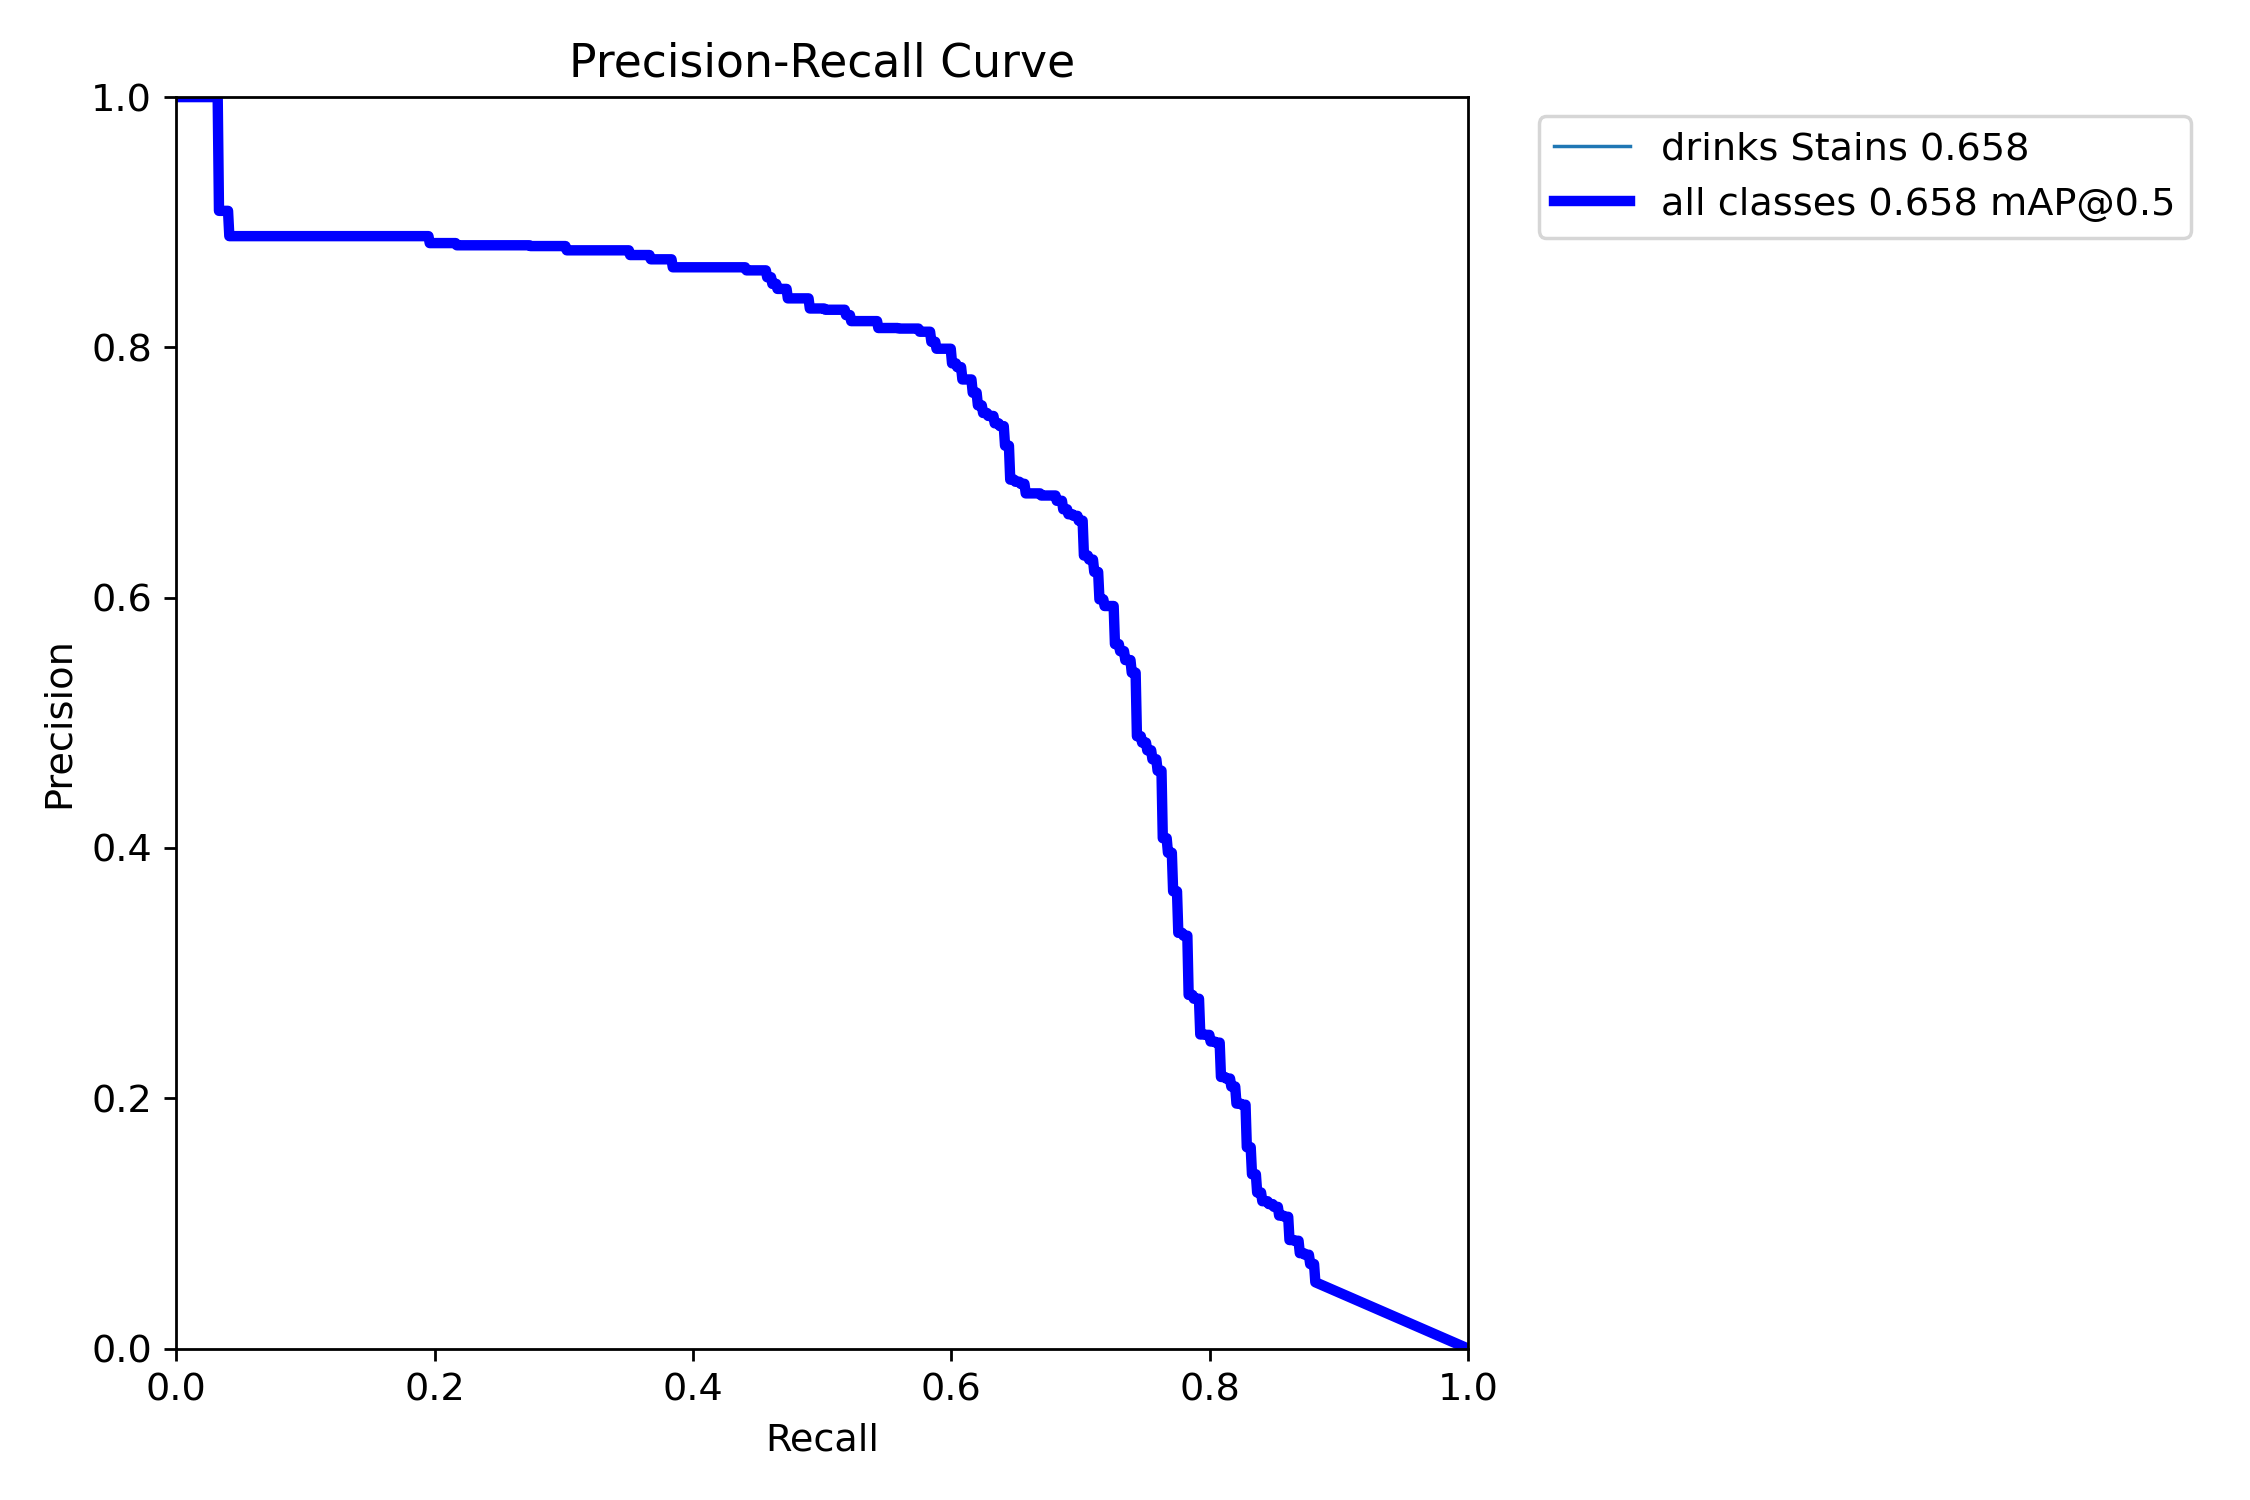 Precision-Recall Curve
1.0
0.8
0.6
0.4
0.2
0.0
Precision
0.0 0.2 0.4 0.6 0.8 1.0
Recall
drinks Stains 0.658
all classes 0.658 mAP@0.5